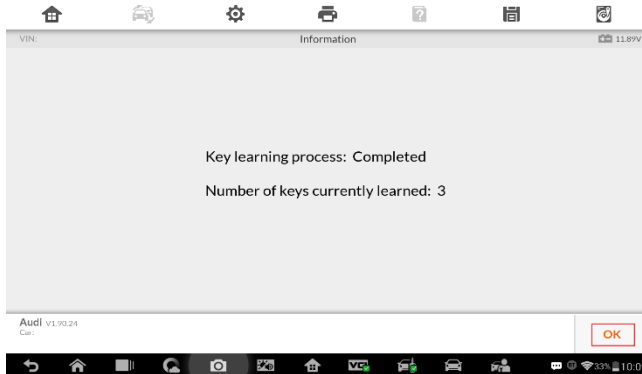 VIN:
Information
11.89V
Key learning process: Completed
Number of keys currently learned: 3
Audi V1.90.24
Car:
OK
VCI
33%
10:0